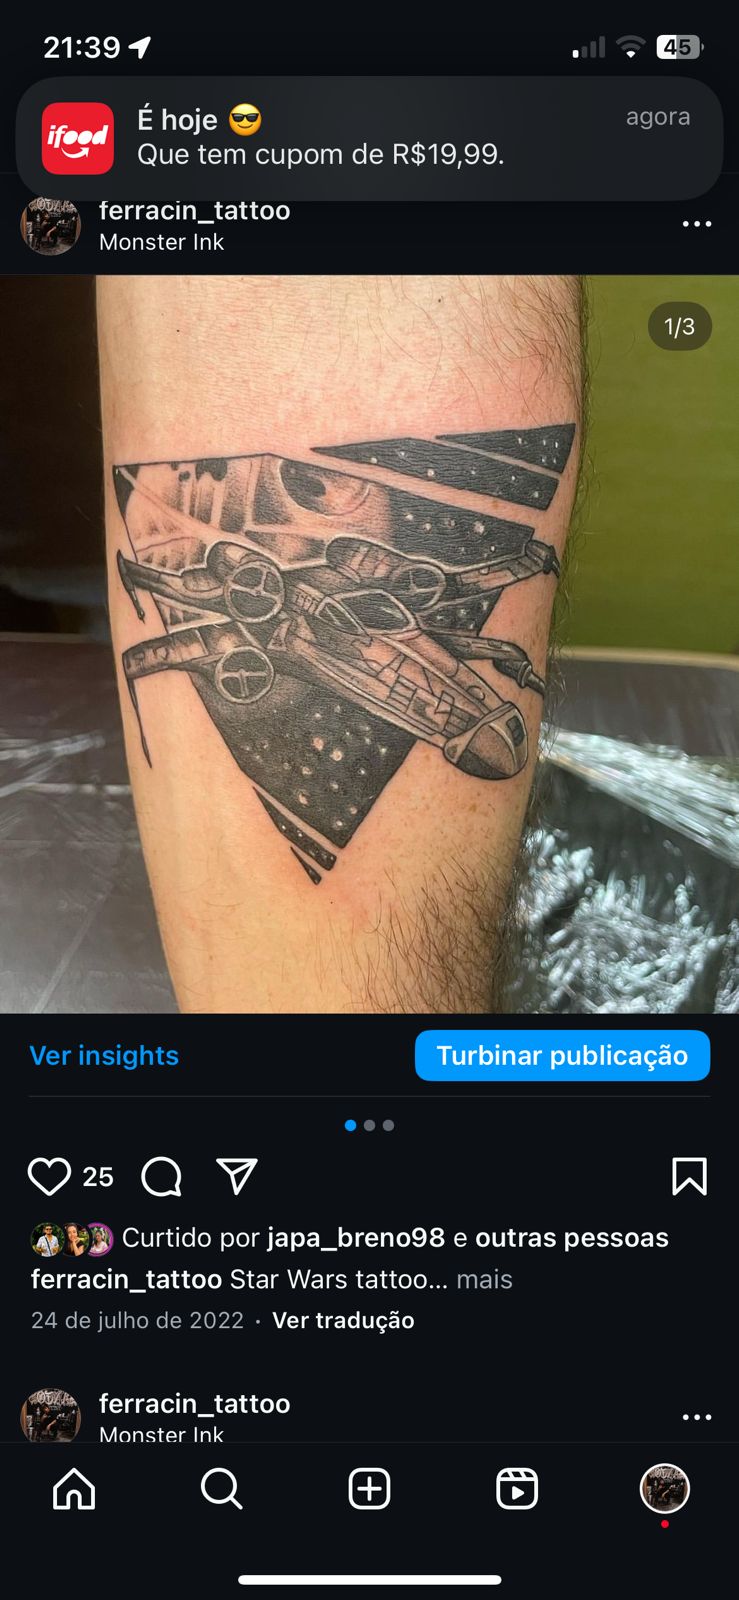 21:39
45
ifood
É hoje 😎
agora
Que tem cupom de R$19,99.
ferracin_tattoo
Monster Ink
1/3
Ver insights
Turbinar publicação
25
Curtido por japa_breno98 e outras pessoas
ferracin_tattoo Star Wars tattoo... mais
24 de julho de 2022 · Ver tradução
ferracin_tattoo
Monster Ink